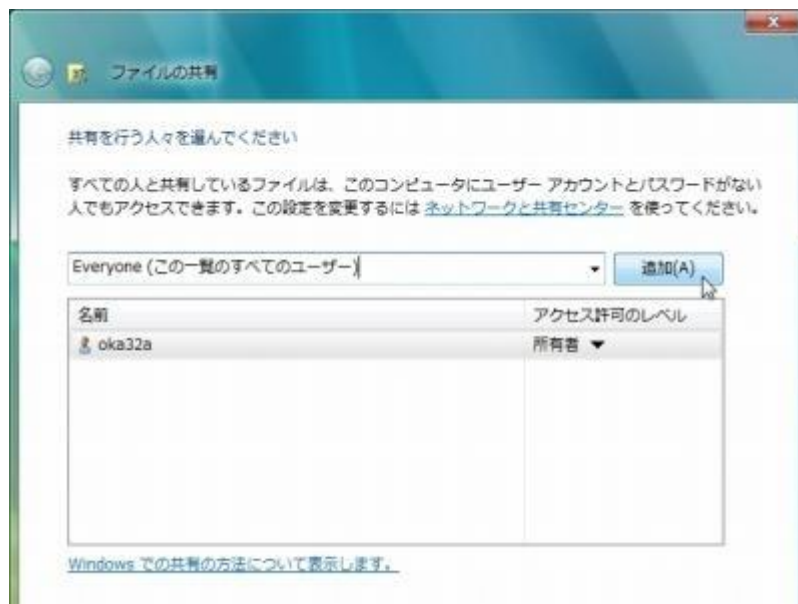 ファイルの共有
共有を行う人々を選んでください
すべての人と共有しているファイルは、このコンピュータにユーザー アカウントとパスワードがない
人でもアクセスできます。この設定を変更するには ネットワークと共有センター を使ってください。
Everyone (この一覧のすべてのユーザー)
追加(A)
名前 アクセス許可のレベル
oka32a 所有者
Windows での共有の方法について表示します。